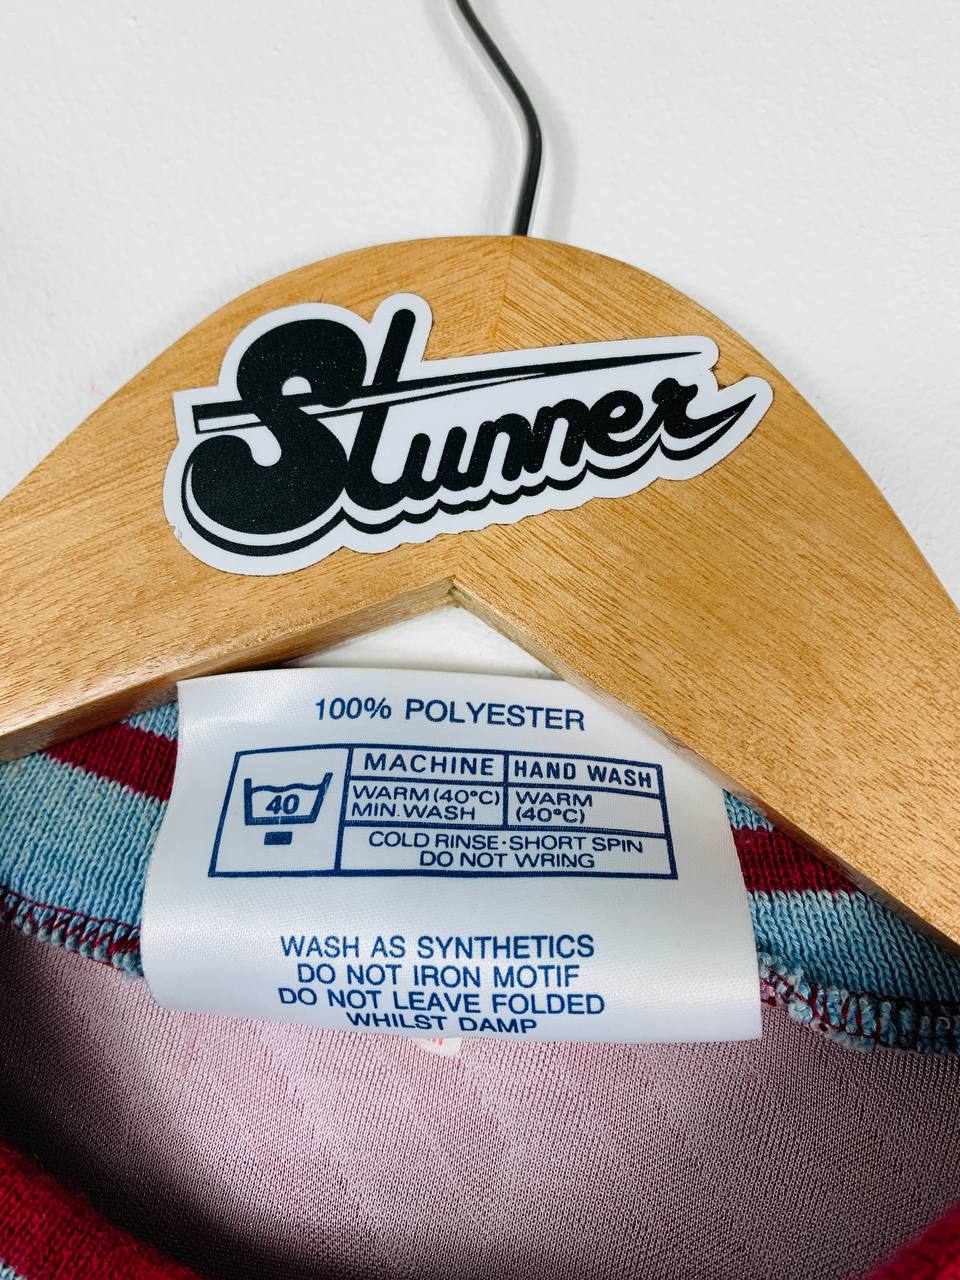 Stunner
100% POLYESTER
MACHINE HAND WASH
40 WARM (40°C) WARM
MIN. WASH (40°C)
COLD RINSE·SHORT SPIN
DO NOT WRING
WASH AS SYNTHETICS
DO NOT IRON MOTIF
DO NOT LEAVE FOLDED
WHILST DAMP